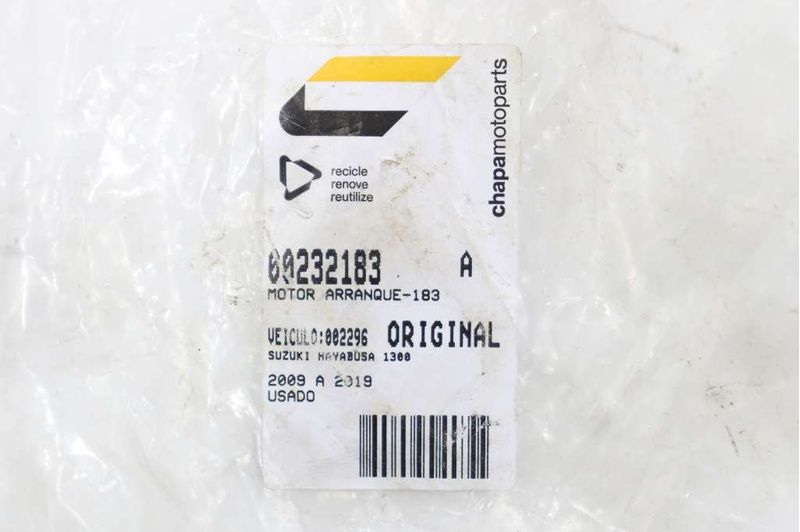 chapamotoparts
recicle
renove
reutilize
00232183 A
MOTOR ARRANQUE-183
VEICULO:002296 ORIGINAL
SUZUKI HAYABUSA 1300
2009 A 2019
USADO